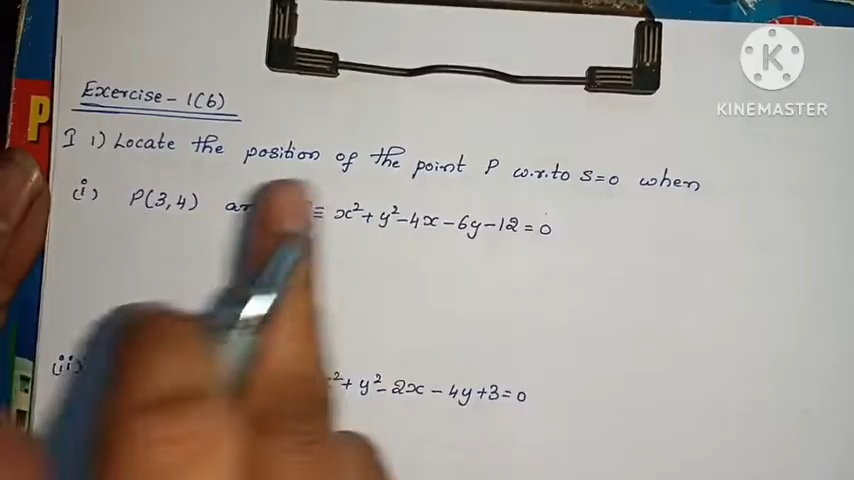 KINEMASTER
Exercise - 1(b)
I 1) Locate the position of the point P w.r.to S=0 when
(i) P(3,4) ≡ x²+y²-4x-6y-12=0
(ii) +y²-2x-4y+3=0